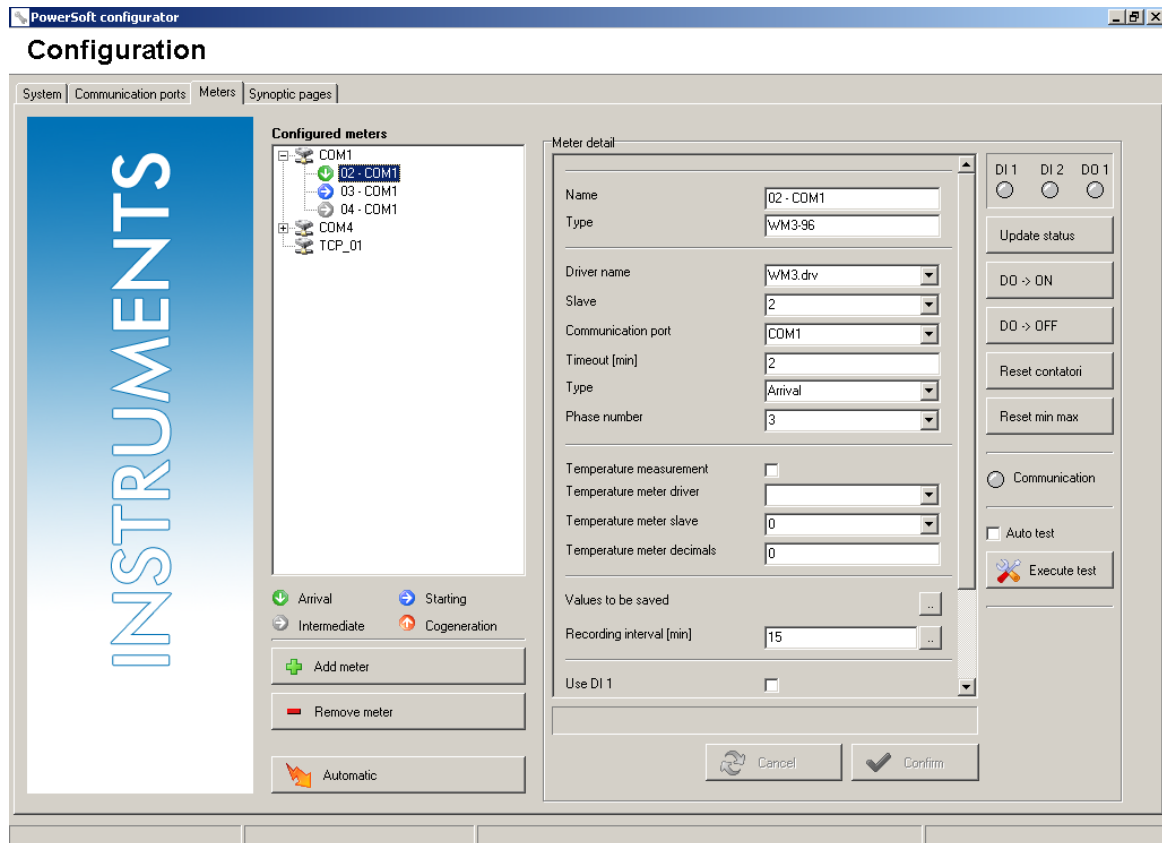 PowerSoft configurator
Configuration
System Communication ports Meters Synoptic pages
INSTRUMENTS
Configured meters
COM1
02 - COM1
03 - COM1
04 - COM1
COM4
TCP_01
Arrival Starting
Intermediate Cogeneration
Add meter
Remove meter
Automatic
Meter detail
Name 02 - COM1
Type WM3-96
Driver name WM3.drv
Slave 2
Communication port COM1
Timeout [min] 2
Type Arrival
Phase number 3
Temperature measurement
Temperature meter driver
Temperature meter slave 0
Temperature meter decimals 0
Values to be saved ..
Recording interval [min] 15 ..
Use DI 1
Cancel Confirm
DI 1 DI 2 DO 1
Update status
DO -> ON
DO -> OFF
Reset contatori
Reset min max
Communication
Auto test
Execute test